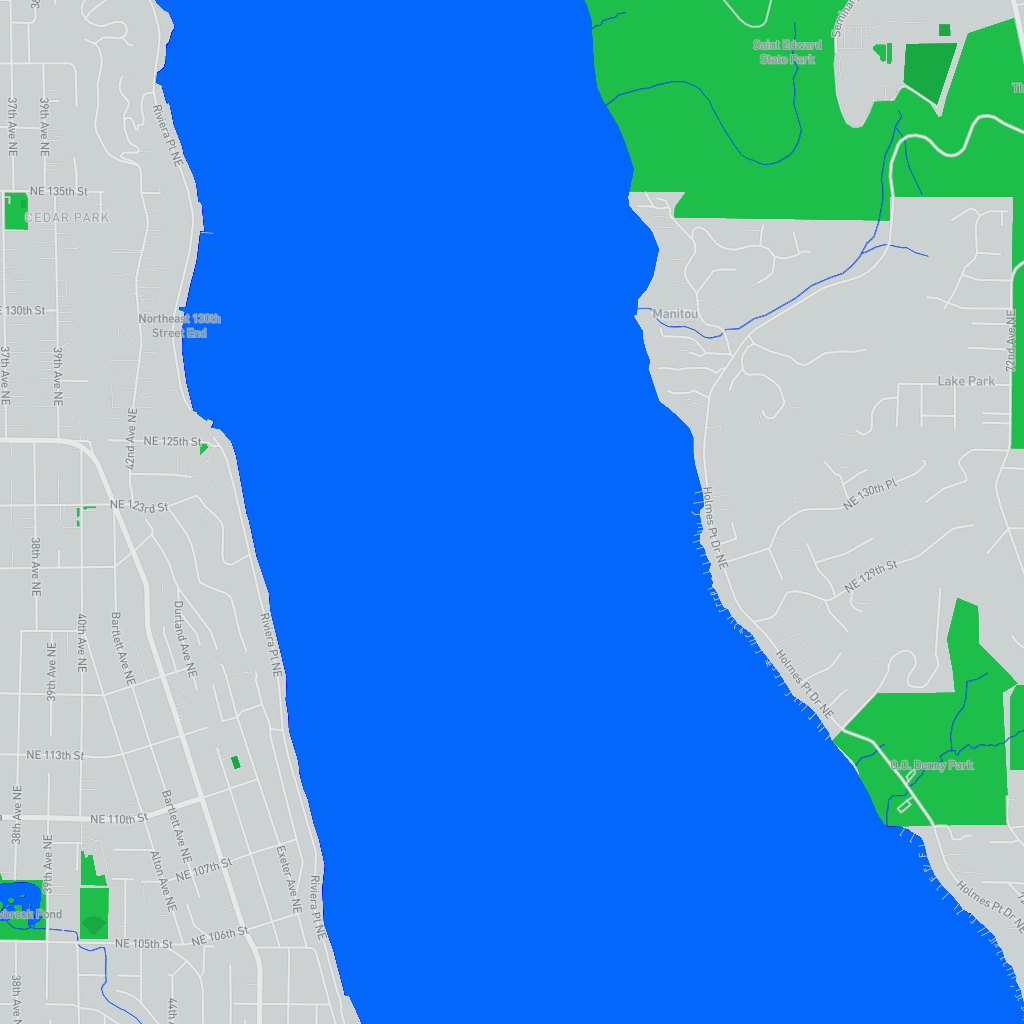 Saint Edward
State Park
37th Ave NE
39th Ave NE
Riviera Pl NE
NE 135th St
CEDAR PARK
Northeast 130th
Street End
Manitou
72nd Ave NE
Lake Park
37th Ave NE
39th Ave NE
42nd Ave NE
NE 125th St
NE 123rd St
NE 130th Pl
Holmes Pt Dr NE
NE 129th St
38th Ave NE
40th Ave NE
Bartlett Ave NE
Durland Ave NE
Riviera Pl NE
39th Ave NE
Holmes Pt Dr NE
NE 113th St
O.O. Denny Park
38th Ave NE
NE 110th St
Bartlett Ave NE
39th Ave NE
NE 107th St
Alton Ave NE
Exeter Ave NE
Riviera Pl NE
Holmes Pt Dr NE
Pond
NE 106th St
NE 105th St
38th Ave NE